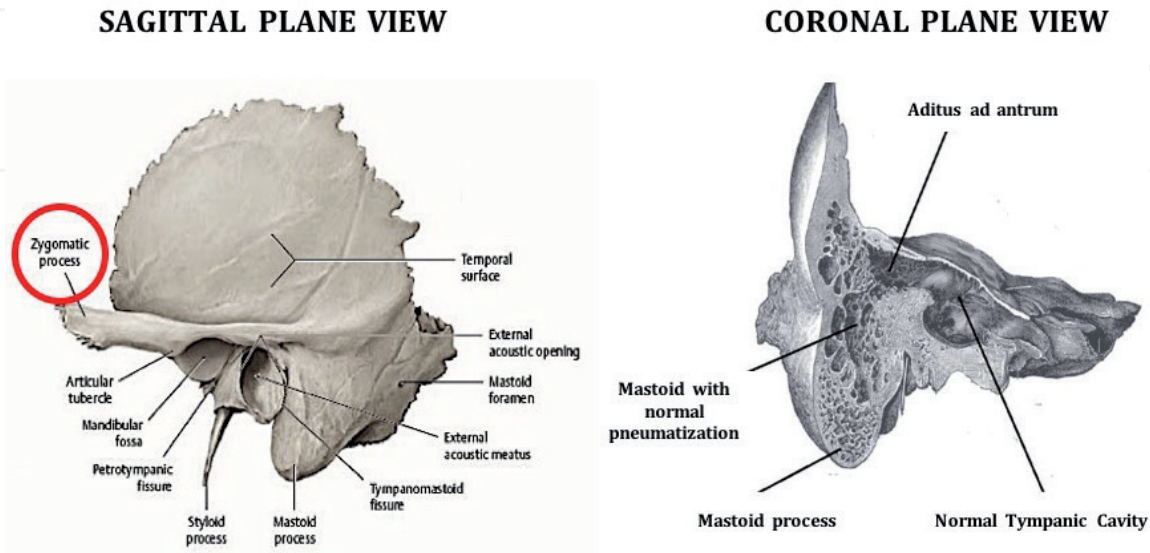 SAGITTAL PLANE VIEW
CORONAL PLANE VIEW
Zygomatic
process
Temporal
surface
External
acoustic opening
Articular
tubercle
Mastoid
foramen
Mandibular
fossa
External
acoustic meatus
Petrotympanic
fissure
Tympanomastoid
fissure
Styloid
process
Mastoid
process
Aditus ad antrum
Mastoid with
normal
pneumatization
Mastoid process
Normal Tympanic Cavity